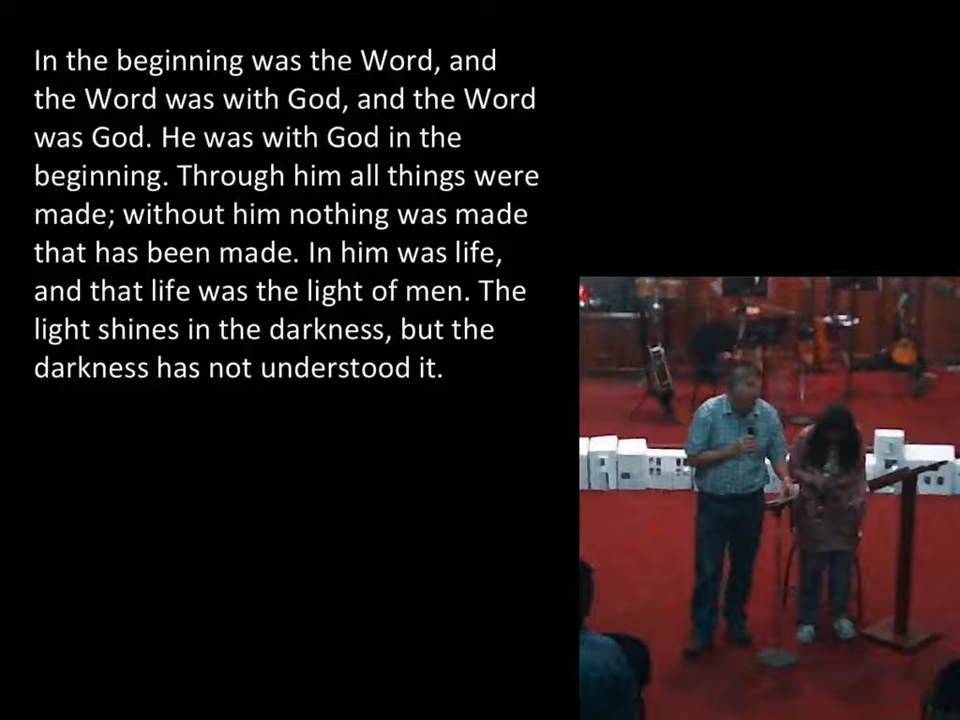 In the beginning was the Word, and
the Word was with God, and the Word
was God. He was with God in the
beginning. Through him all things were
made; without him nothing was made
that has been made. In him was life,
and that life was the light of men. The
light shines in the darkness, but the
darkness has not understood it.